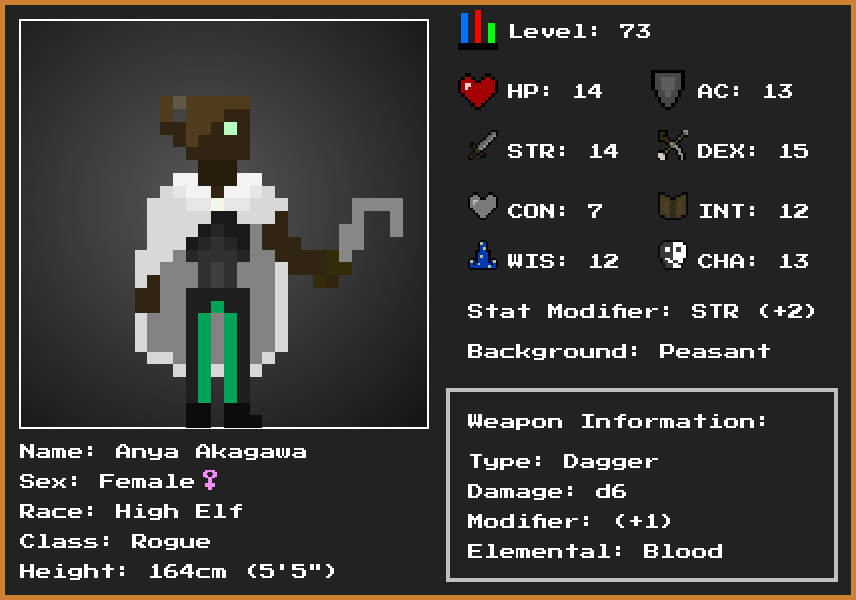 Level: 73
HP: 14 AC: 13
STR: 14 DEX: 15
CON: 7 INT: 12
WIS: 12 CHA: 13
Stat Modifier: STR (+2)
Background: Peasant
Weapon Information:
Type: Dagger
Damage: d6
Modifier: (+1)
Elemental: Blood
Name: Anya Akagawa
Sex: Female♀
Race: High Elf
Class: Rogue
Height: 164cm (5'5")